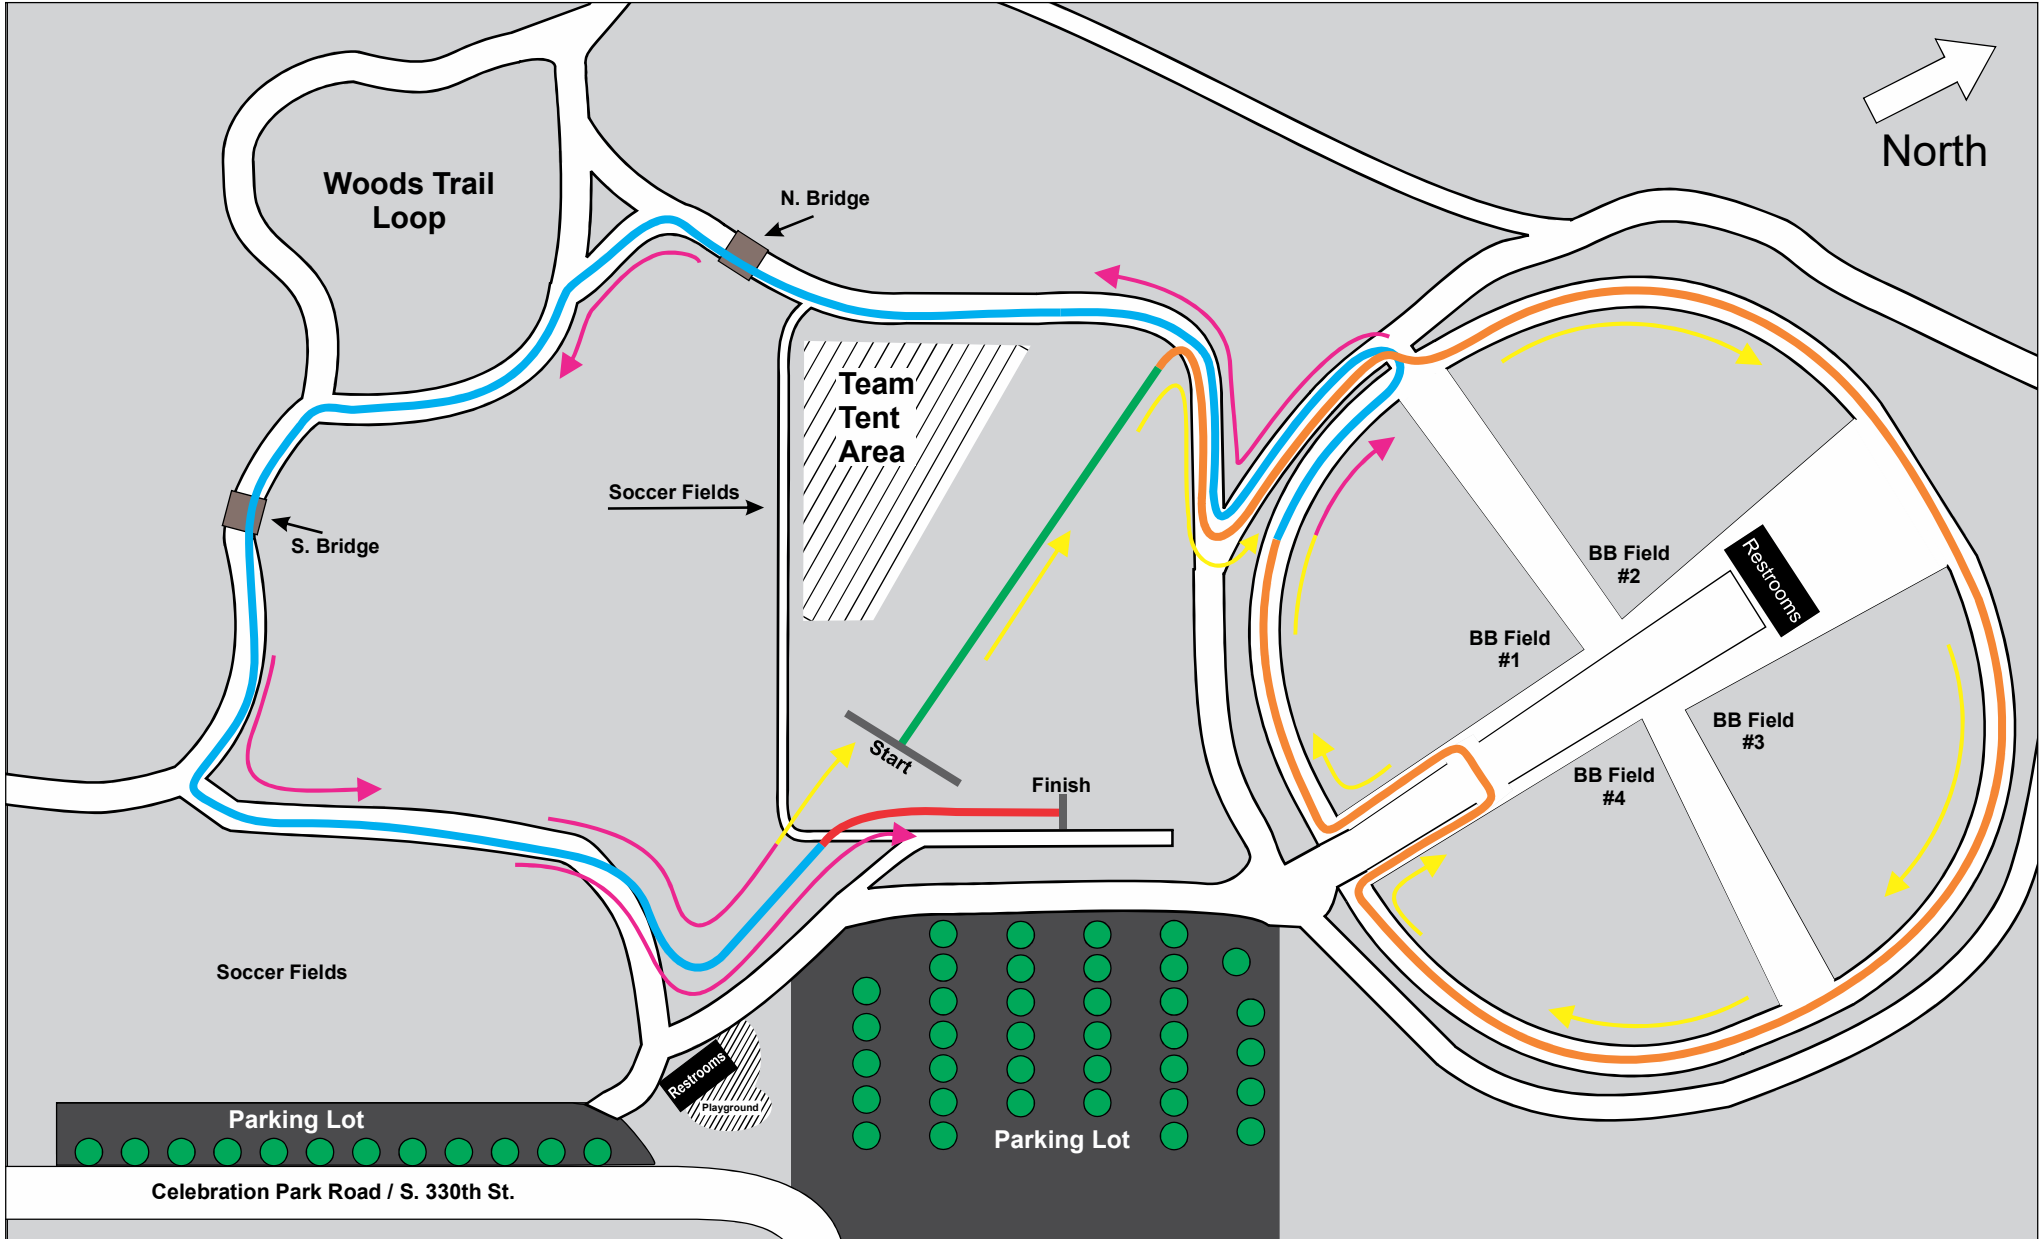 North
Woods Trail
Loop
N. Bridge
Team
Tent
Area
Soccer Fields
S. Bridge
BB Field
#2
Restrooms
BB Field
#1
BB Field
#3
Start
Finish
BB Field
#4
Soccer Fields
Restrooms
Playground
Parking Lot
Parking Lot
Celebration Park Road / S. 330th St.